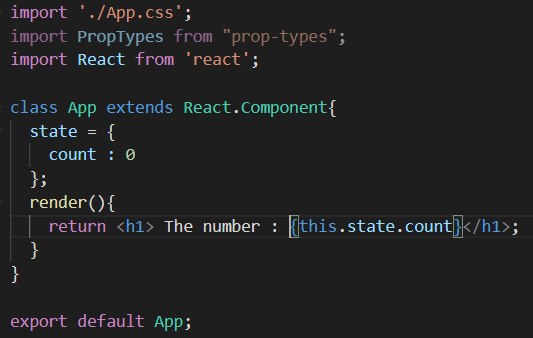 import './App.css';
import PropTypes from "prop-types";
import React from 'react';
class App extends React.Component{
state = {
count : 0
};
render(){
return <h1> The number : {this.state.count}</h1>;
}
}
export default App;